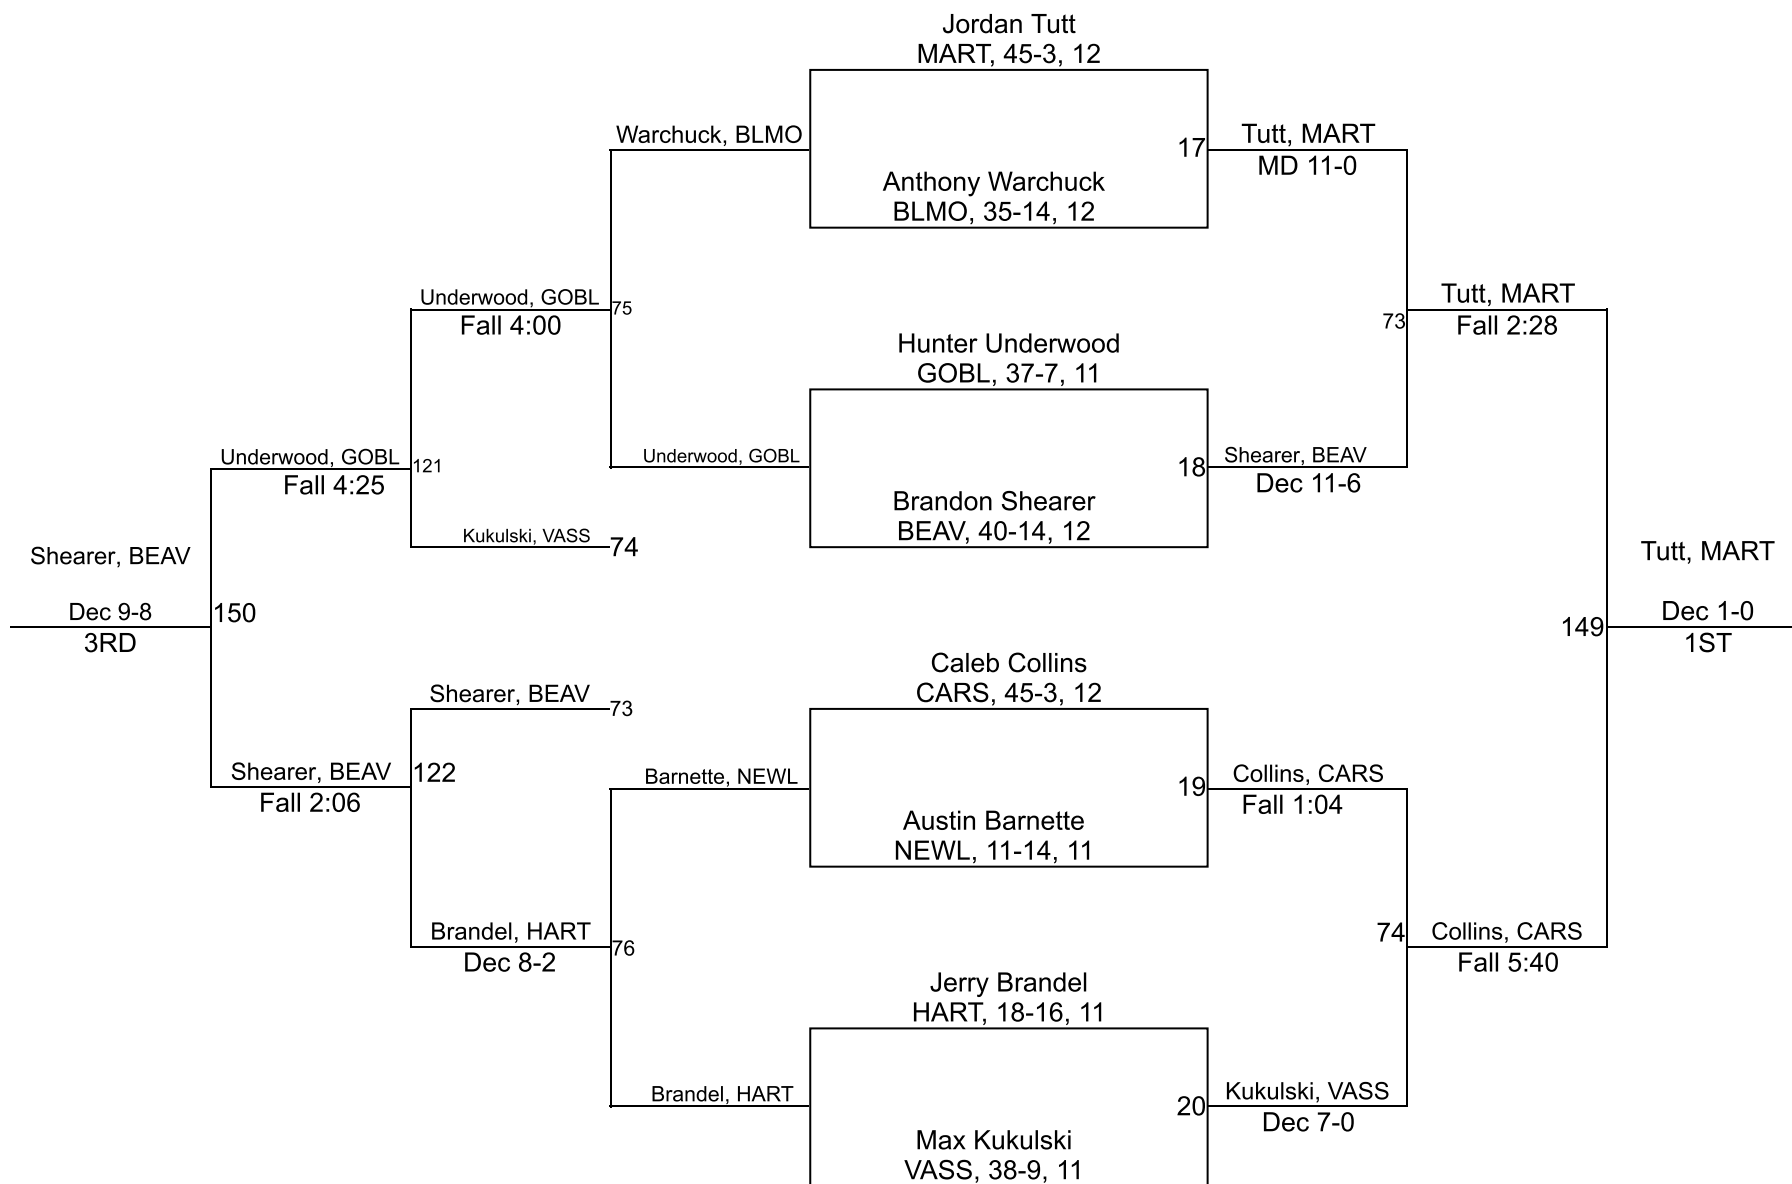 Jordan Tutt
MART, 45-3, 12
Warchuck, BLMO
17
Tutt, MART
MD 11-0
Anthony Warchuck
BLMO, 35-14, 12
Underwood, GOBL
Fall 4:00
75
Hunter Underwood
GOBL, 37-7, 11
73
Tutt, MART
Fall 2:28
Underwood, GOBL
Fall 4:25
121
Underwood, GOBL
18
Shearer, BEAV
Dec 11-6
Brandon Shearer
BEAV, 40-14, 12
Kukulski, VASS
74
Shearer, BEAV
Dec 9-8
3RD
150
149
Tutt, MART
Dec 1-0
1ST
Caleb Collins
CARS, 45-3, 12
Shearer, BEAV
73
Shearer, BEAV
Fall 2:06
122
Barnette, NEWL
19
Collins, CARS
Fall 1:04
Austin Barnette
NEWL, 11-14, 11
Brandel, HART
Dec 8-2
76
74
Collins, CARS
Fall 5:40
Jerry Brandel
HART, 18-16, 11
Brandel, HART
20
Kukulski, VASS
Dec 7-0
Max Kukulski
VASS, 38-9, 11